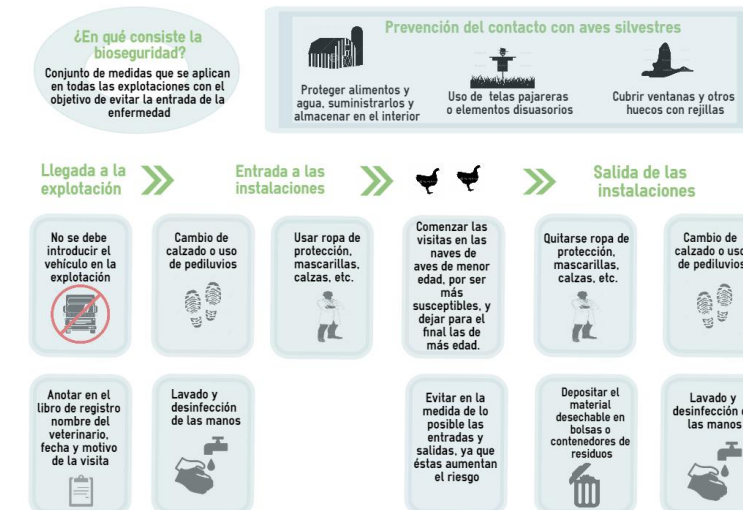 ¿En qué consiste la
bioseguridad?
Conjunto de medidas que se aplican
en todas las explotaciones con el
objetivo de evitar la entrada de la
enfermedad
Prevención del contacto con aves silvestres
Proteger alimentos y
agua, suministrarlos y
almacenar en el interior
Uso de telas pajareras
o elementos disuasorios
Cubrir ventanas y otros
huecos con rejillas
Llegada a la
explotación
Entrada a las
instalaciones
Salida de las
instalaciones
No se debe
introducir el
vehículo en la
explotación
Cambio de
calzado o uso
de pediluvios
Usar ropa de
protección,
mascarillas,
calzas, etc.
Comenzar las
visitas en las
naves de
aves de menor
edad, por ser
más
susceptibles, y
dejar para el
final las de
más edad.
Quitarse ropa de
protección,
mascarillas,
calzas, etc.
Cambio de
calzado o uso
de pediluvios
Anotar en el
libro de registro
nombre del
veterinario,
fecha y motivo
de la visita
Lavado y
desinfección
de las manos
Evitar en la
medida de lo
posible las
entradas y
salidas, ya que
éstas aumentan
el riesgo
Depositar el
material
desechable en
bolsas o
contenedores de
residuos
Lavado y
desinfección
las manos